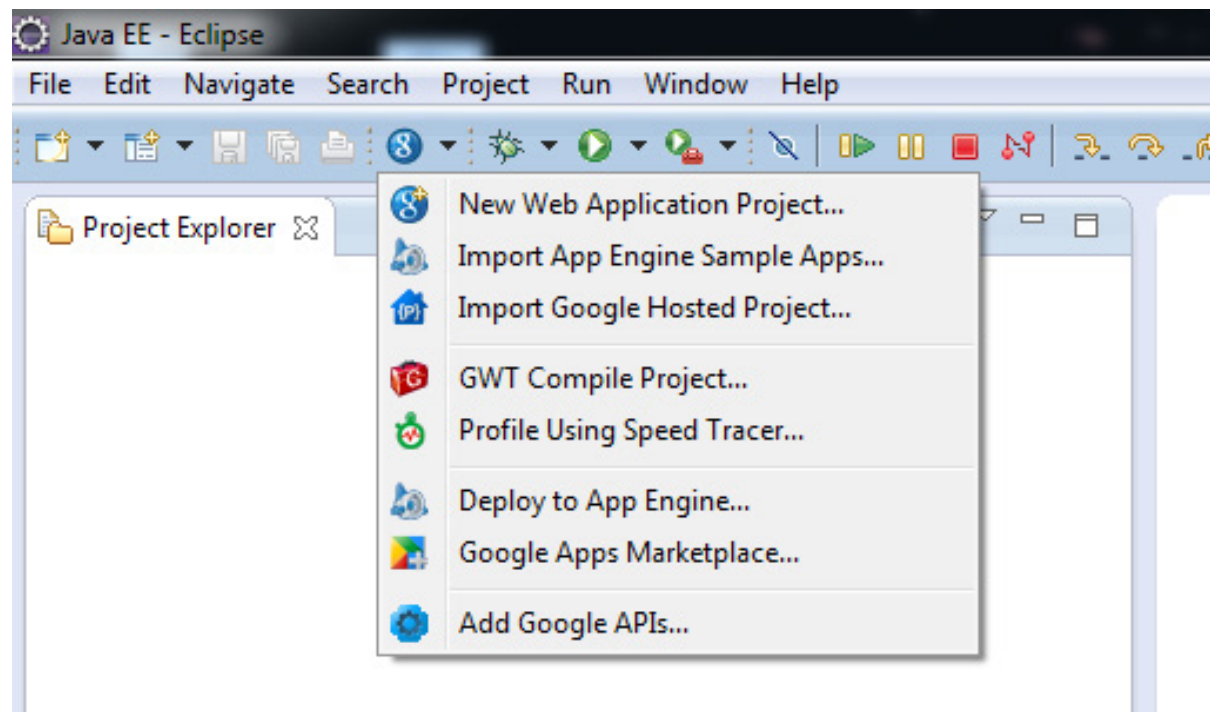 Java EE - Eclipse
File Edit Navigate Search Project Run Window Help
Project Explorer
New Web Application Project...
Import App Engine Sample Apps...
Import Google Hosted Project...
GWT Compile Project...
Profile Using Speed Tracer...
Deploy to App Engine...
Google Apps Marketplace...
Add Google APIs...